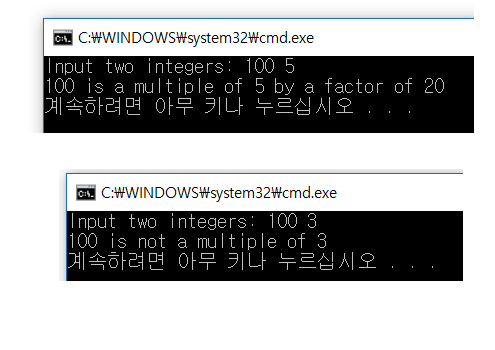 C:\WINDOWS\system32\cmd.exe
Input two integers: 100 5
100 is a multiple of 5 by a factor of 20
계속하려면 아무 키나 누르십시오 . . .
C:\WINDOWS\system32\cmd.exe
Input two integers: 100 3
100 is not a multiple of 3
계속하려면 아무 키나 누르십시오 . . .